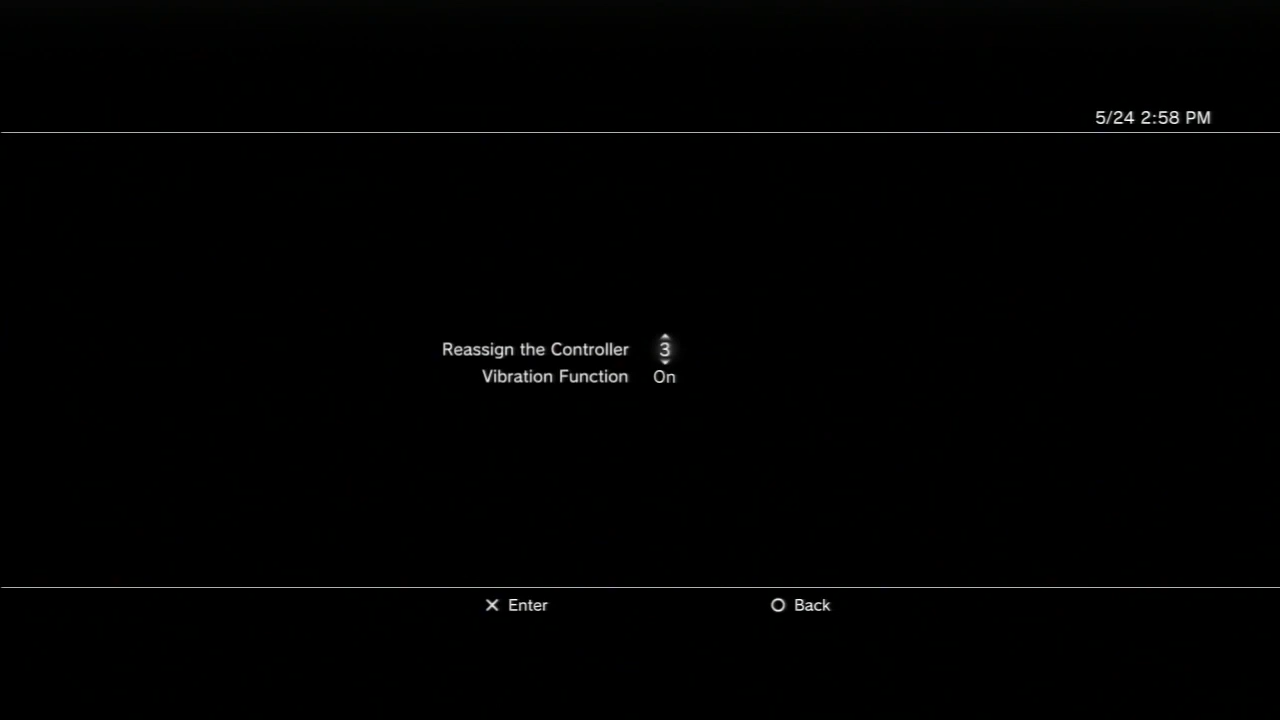 5/24 2:58 PM
Reassign the Controller 3
Vibration Function On
Enter Back